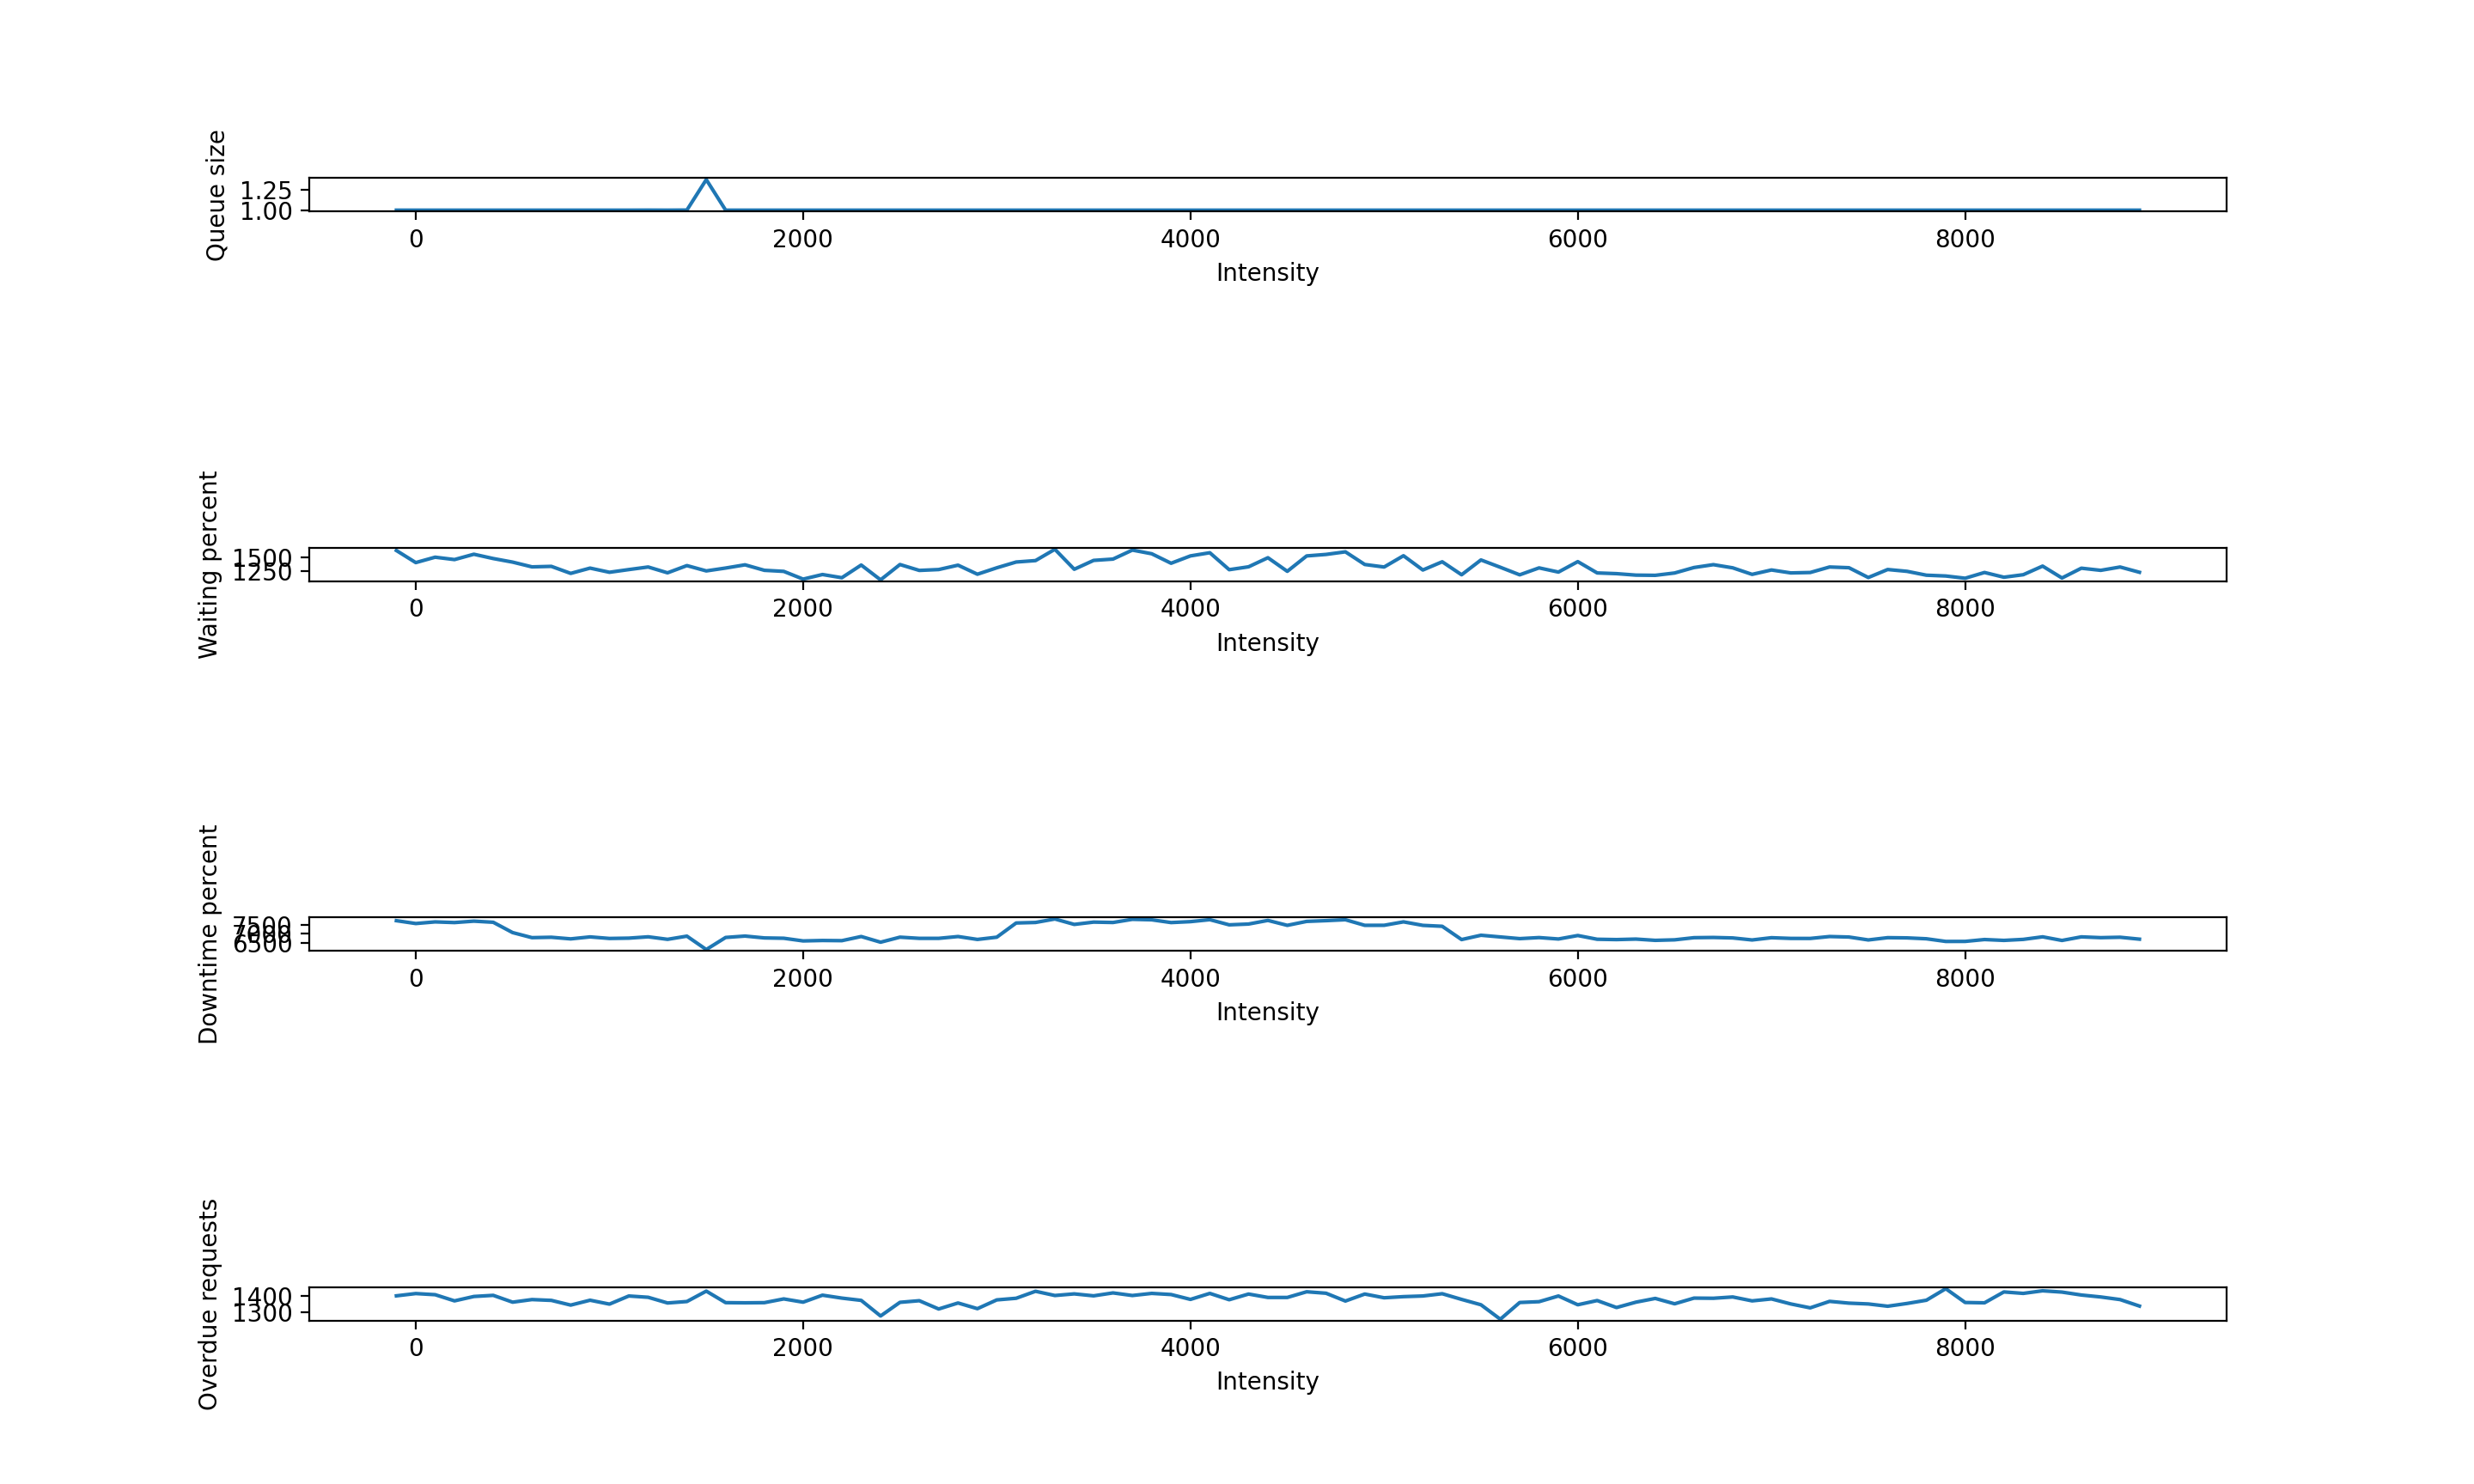 Queue size
1.25
1.00
0 2000 4000 6000 8000
Intensity
Waiting percent
1500
1250
0 2000 4000 6000 8000
Intensity
Downtime percent
7500
7000
6500
0 2000 4000 6000 8000
Intensity
Overdue requests
1400
1300
0 2000 4000 6000 8000
Intensity